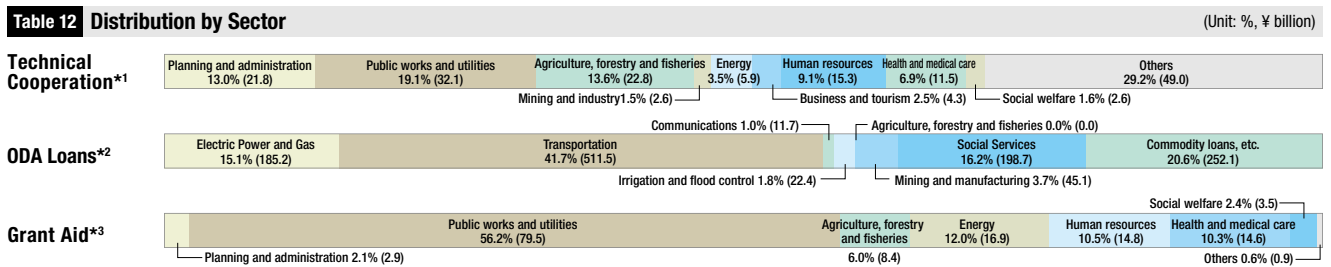 Table 12 Distribution by Sector (Unit: %, ¥ billion)
Technical
Cooperation*1
Planning and administration
13.0% (21.8)
Public works and utilities
19.1% (32.1)
Agriculture, forestry and fisheries
13.6% (22.8)
Energy
3.5% (5.9)
Human resources
9.1% (15.3)
Health and medical care
6.9% (11.5)
Others
29.2% (49.0)
Mining and industry1.5% (2.6)
Business and tourism 2.5% (4.3)
Social welfare 1.6% (2.6)
ODA Loans*2
Communications 1.0% (11.7)
Agriculture, forestry and fisheries 0.0% (0.0)
Electric Power and Gas
15.1% (185.2)
Transportation
41.7% (511.5)
Social Services
16.2% (198.7)
Commodity loans, etc.
20.6% (252.1)
Irrigation and flood control 1.8% (22.4)
Mining and manufacturing 3.7% (45.1)
Grant Aid*3
Social welfare 2.4% (3.5)
Public works and utilities
56.2% (79.5)
Agriculture, forestry
and fisheries
6.0% (8.4)
Energy
12.0% (16.9)
Human resources
10.5% (14.8)
Health and medical care
10.3% (14.6)
Planning and administration 2.1% (2.9)
Others 0.6% (0.9)